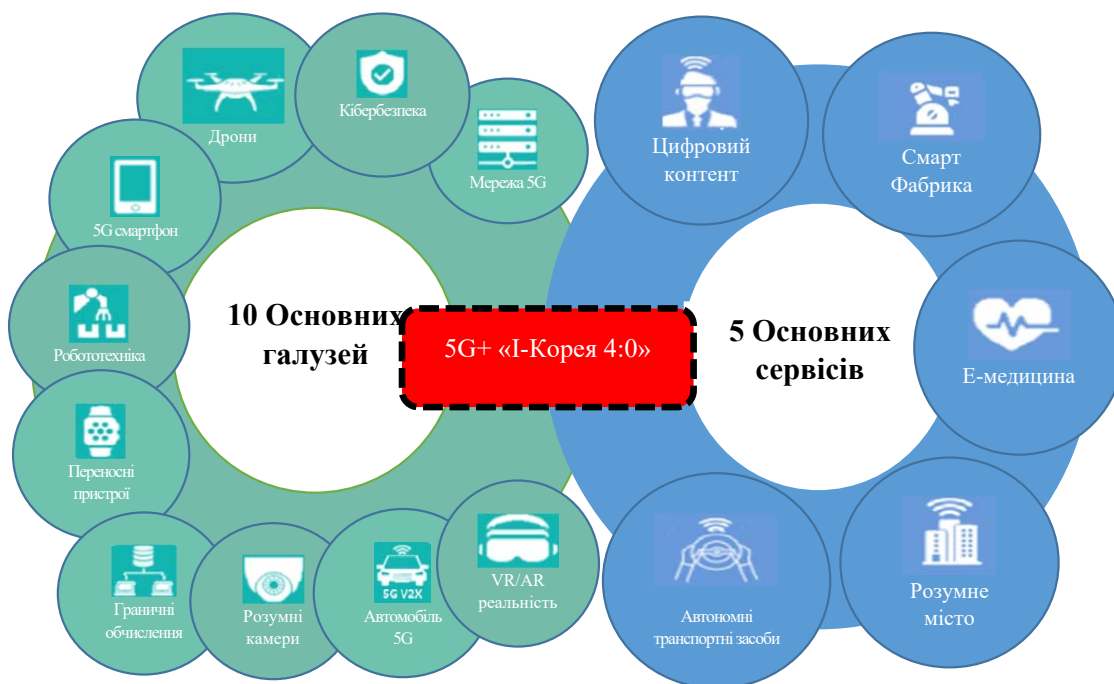 Дрони
Кібербезпека
Мережа 5G
5G смартфон
Робототехніка
Переносні
пристрої
Граничні
обчислення
Розумні
камери
5G V2X
Автомобіль
5G
VR/AR
реальність
10 Основних
галузей
5G+ «І-Корея 4:0»
5 Основних
сервісів
Цифровий
контент
Смарт
Фабрика
Е-медицина
Розумне
місто
Автономні
транспортні засоби